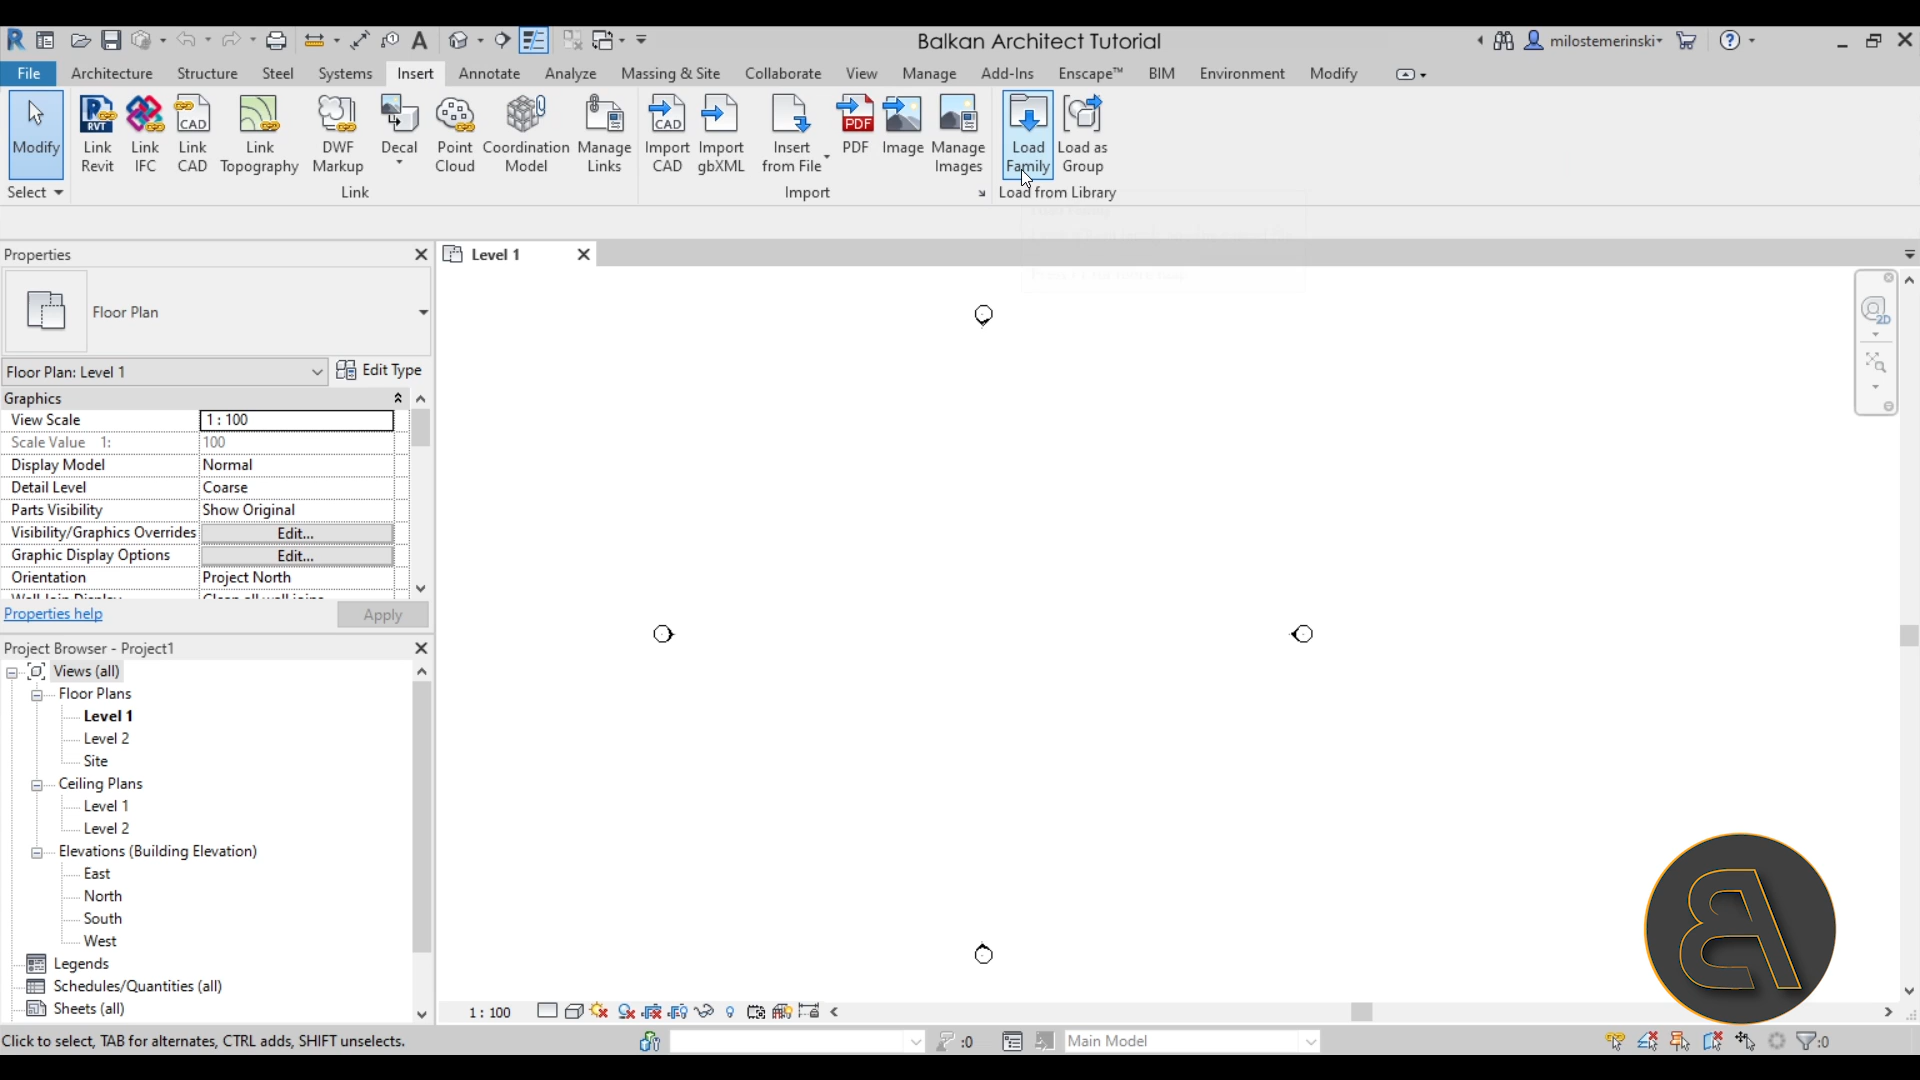 Balkan Architect Tutorial
milostemerinski
File Architecture Structure Steel Systems Insert Annotate Analyze Massing & Site Collaborate View Manage Add-Ins Enscape™ BIM Environment Modify
Modify
Link Revit
RVT
Link IFC
Link CAD
CAD
Link Topography
DWF Markup
Decal
Point Cloud
Coordination Model
Manage Links
Import CAD
CAD
Import gbXML
Insert from File
PDF
PDF
Image
Manage Images
Load Family
Load as Group
Select
Link
Import
Load from Library
Properties
Level 1
Floor Plan
2D
Floor Plan: Level 1
Edit Type
Graphics
View Scale 1 : 100
Scale Value 1: 100
Display Model Normal
Detail Level Coarse
Parts Visibility Show Original
Visibility/Graphics Overrides Edit...
Graphic Display Options Edit...
Orientation Project North
Properties help
Apply
Project Browser - Project1
Views (all)
Floor Plans
Level 1
Level 2
Site
Ceiling Plans
Level 1
Level 2
Elevations (Building Elevation)
East
North
South
West
Legends
Schedules/Quantities (all)
Sheets (all)
1 : 100
Click to select, TAB for alternates, CTRL adds, SHIFT unselects.
:0
Main Model
:0